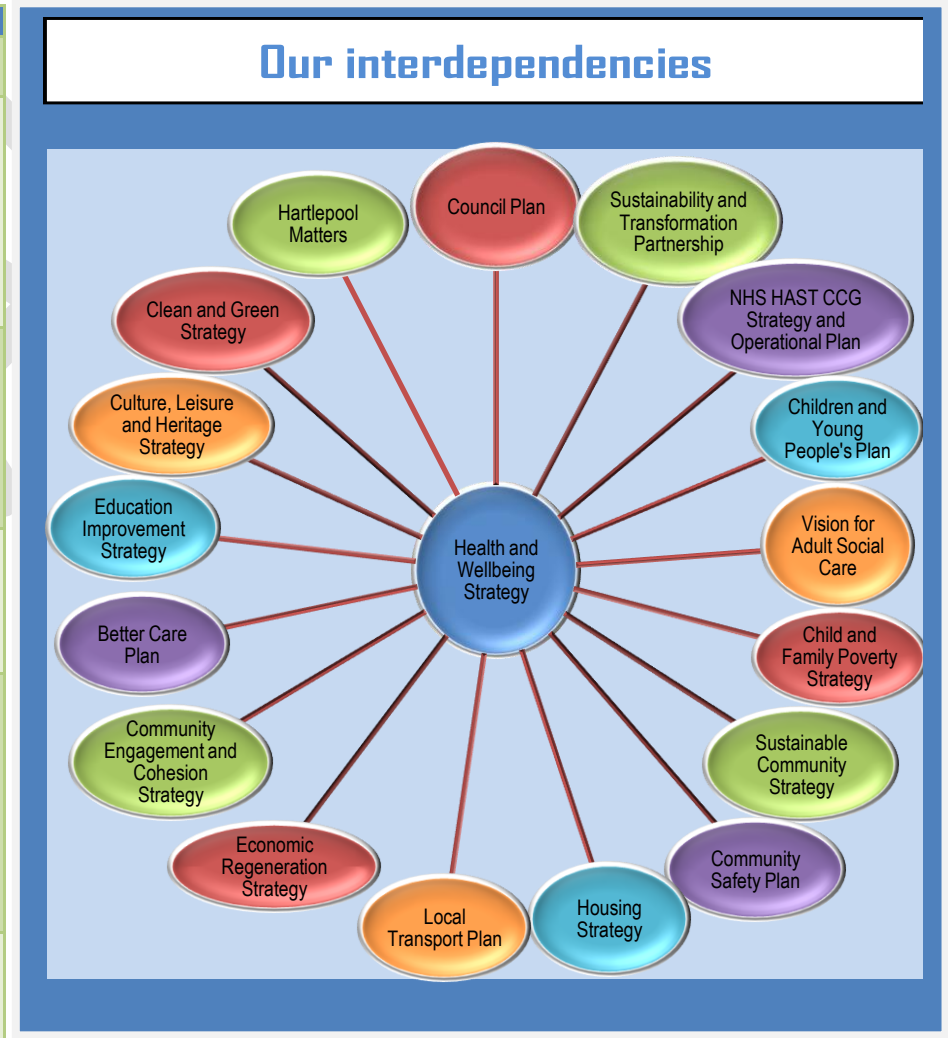 Our interdependencies
Council Plan
Sustainability and
Transformation
Partnership
NHS HAST CCG
Strategy and
Operational Plan
Children and
Young
People's Plan
Vision for
Adult Social
Care
Child and
Family Poverty
Strategy
Sustainable
Community
Strategy
Community
Safety Plan
Housing
Strategy
Local
Transport Plan
Economic
Regeneration
Strategy
Community
Engagement and
Cohesion
Strategy
Better Care
Plan
Education
Improvement
Strategy
Culture, Leisure
and Heritage
Strategy
Clean and Green
Strategy
Hartlepool
Matters
Health and
Wellbeing
Strategy